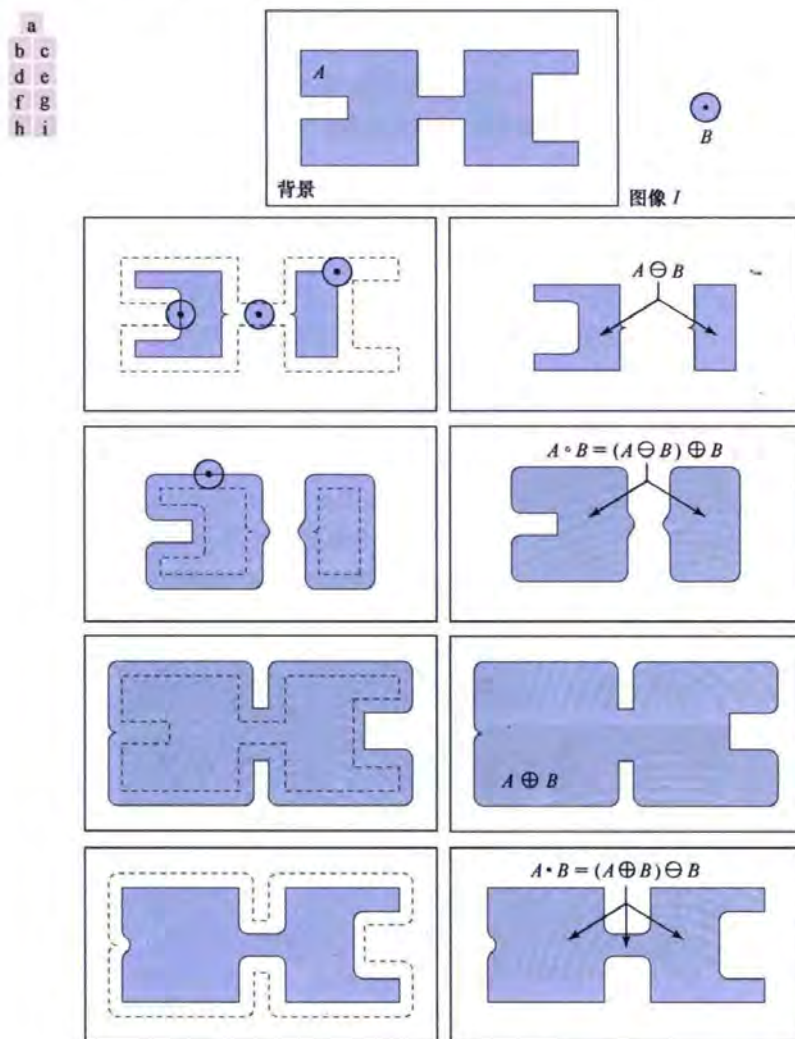 a
b c
d e
f g
h i
A
B
背景
图像 I
A ⊖ B
A ∘ B = (A ⊖ B) ⊕ B
A ⊕ B
A • B = (A ⊕ B) ⊖ B